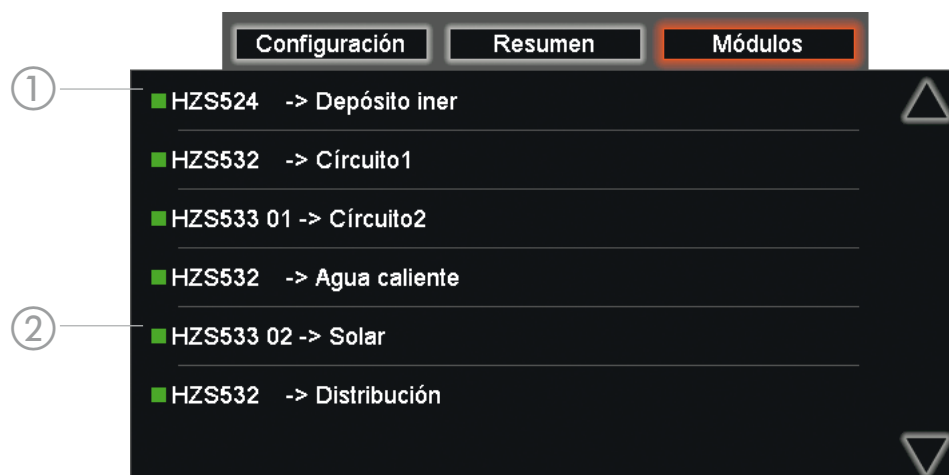 Configuración Resumen Módulos
① HZS524 -> Depósito iner
HZS532 -> Círcuito1
HZS533 01 -> Círcuito2
HZS532 -> Agua caliente
② HZS533 02 -> Solar
HZS532 -> Distribución